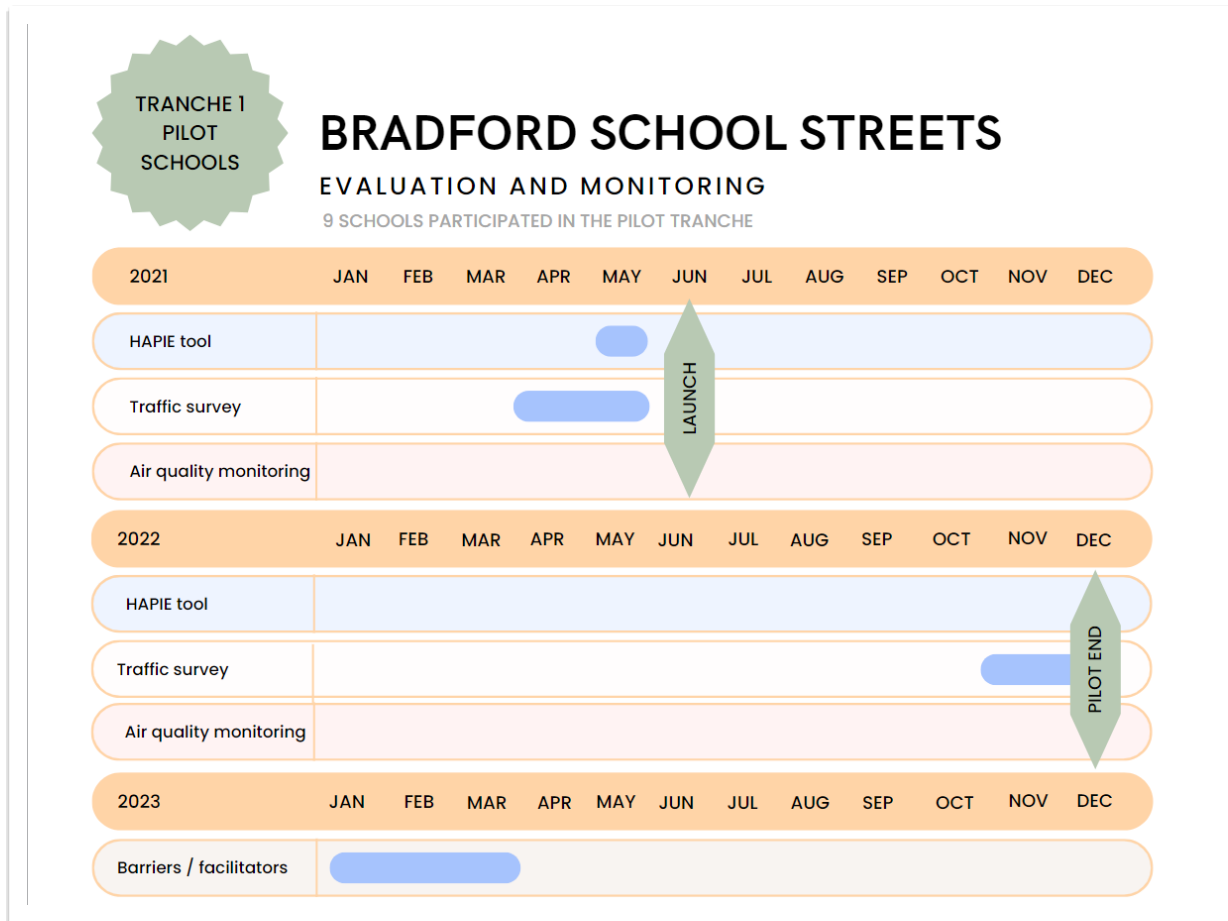 TRANCHE 1
PILOT
SCHOOLS
BRADFORD SCHOOL STREETS
EVALUATION AND MONITORING
9 SCHOOLS PARTICIPATED IN THE PILOT TRANCHE
2021 JAN FEB MAR APR MAY JUN JUL AUG SEP OCT NOV DEC
HAPIE tool
Traffic survey
LAUNCH
Air quality monitoring
2022 JAN FEB MAR APR MAY JUN JUL AUG SEP OCT NOV DEC
HAPIE tool
Traffic survey
PILOT END
Air quality monitoring
2023 JAN FEB MAR APR MAY JUN JUL AUG SEP OCT NOV DEC
Barriers / facilitators